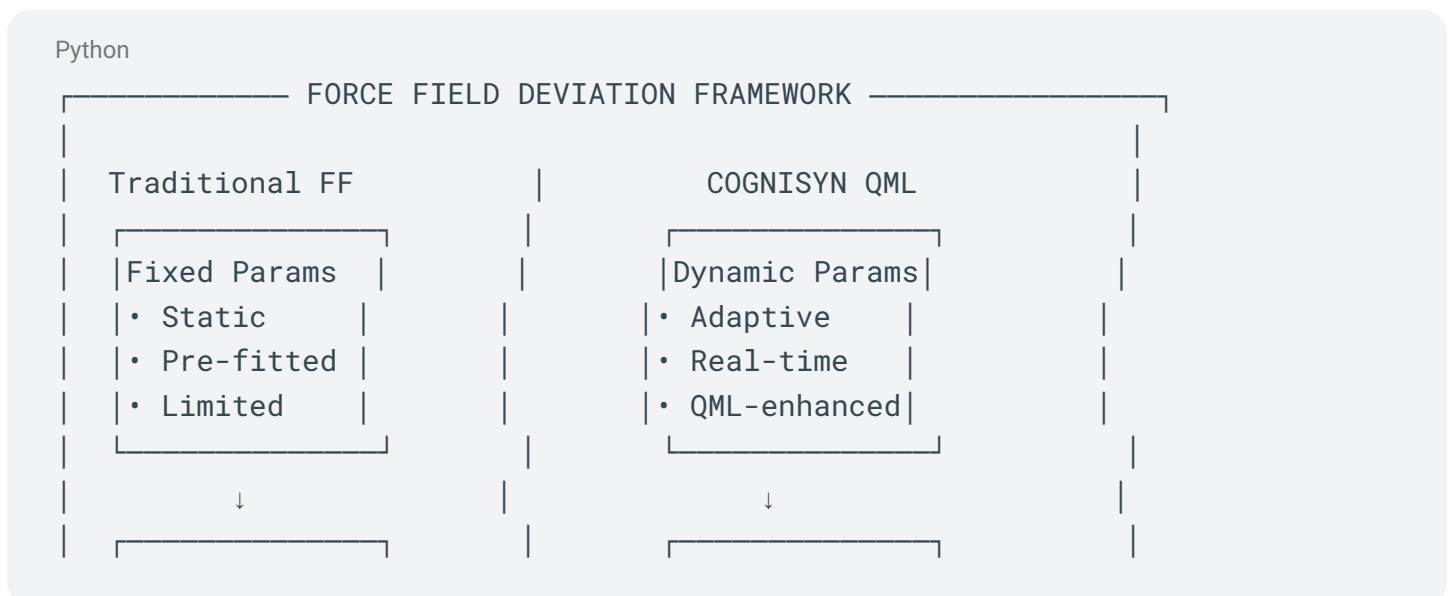 Python
FORCE FIELD DEVIATION FRAMEWORK
Traditional FF | COGNISYN QML
Fixed Params | Dynamic Params
• Static | • Adaptive
• Pre-fitted | • Real-time
• Limited | • QML-enhanced
↓ | ↓